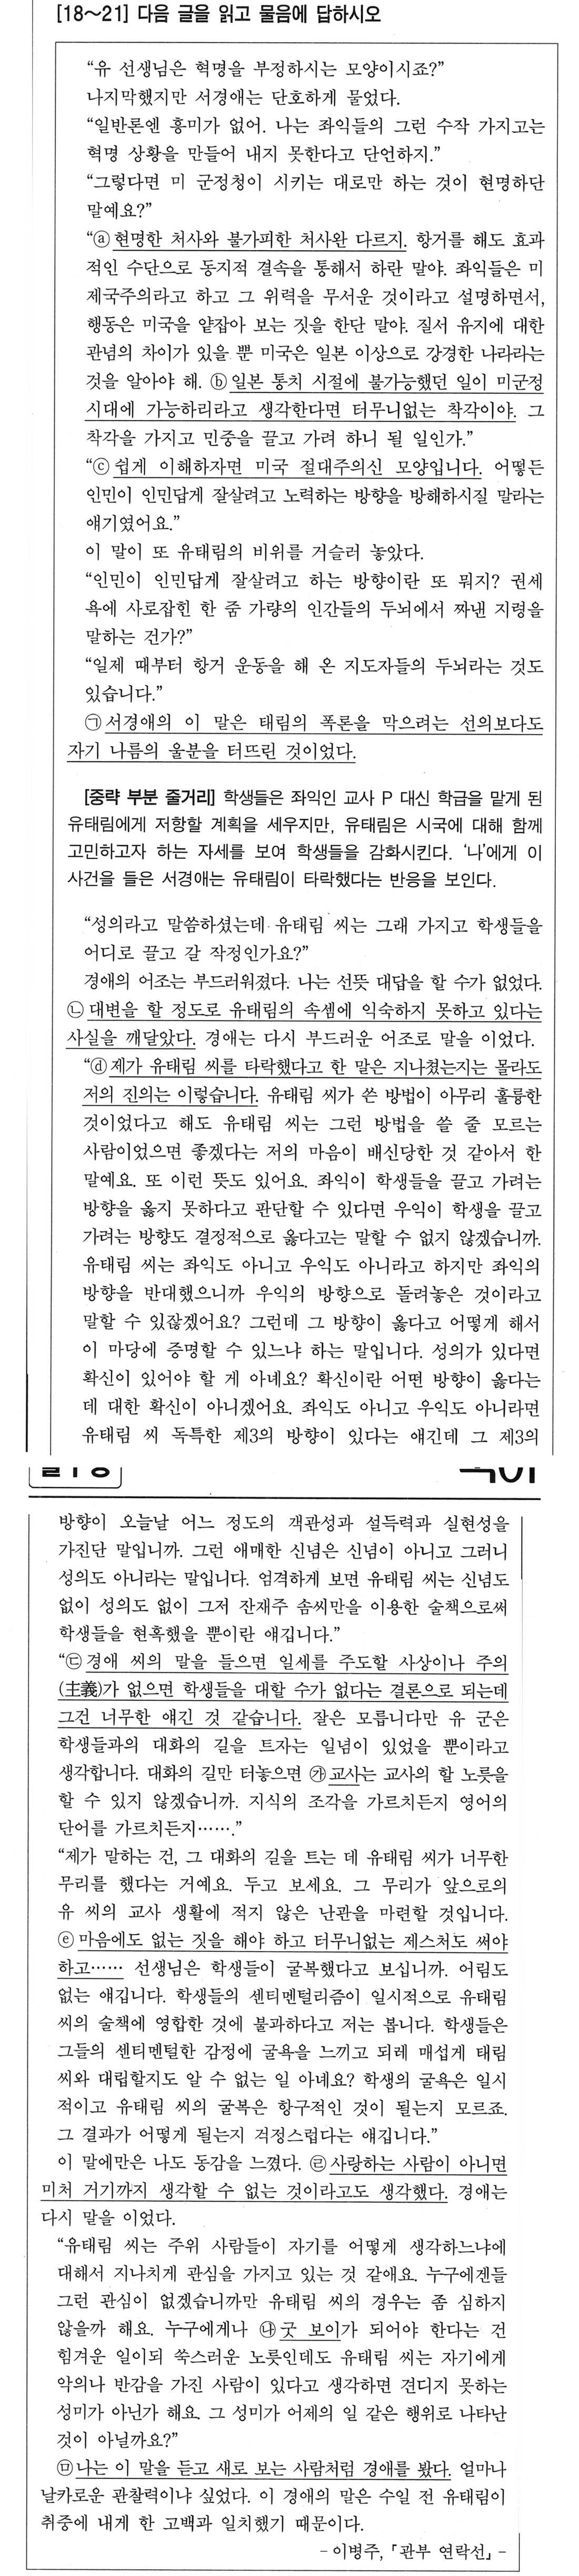 [18～21] 다음 글을 읽고 물음에 답하시오
“유 선생님은 혁명을 부정하시는 모양이시죠?”
나지막했지만 서경애는 단호하게 물었다.
“일반론엔 흥미가 없어. 나는 좌익들의 그런 수작 가지고는
혁명 상황을 만들어 내지 못한다고 단언하지.”
“그렇다면 미 군정청이 시키는 대로만 하는 것이 현명하단
말예요?”
“ⓐ현명한 처사와 불가피한 처사완 다르지. 항거를 해도 효과
적인 수단으로 동지적 결속을 통해서 하란 말야. 좌익들은 미
제국주의라고 하고 그 위력을 무서운 것이라고 설명하면서,
행동은 미국을 얕잡아 보는 짓을 한단 말야. 질서 유지에 대한
관념의 차이가 있을 뿐 미국은 일본 이상으로 강경한 나라라는
것을 알아야 해. ⓑ일본 통치 시절에 불가능했던 일이 미군정
시대에 가능하리라고 생각한다면 터무니없는 착각이야. 그
착각을 가지고 민중을 끌고 가려 하니 될 일인가.”
“ⓒ쉽게 이해하자면 미국 절대주의신 모양입니다. 어떻든
인민이 인민답게 잘살려고 노력하는 방향을 방해하시질 말라는
얘기였어요.”
이 말이 또 유태림의 비위를 거슬러 놓았다.
“인민이 인민답게 잘살려고 하는 방향이란 또 뭐지? 권세
욕에 사로잡힌 한 줌 가량의 인간들의 두뇌에서 짜낸 지령을
말하는 건가?”
“일제 때부터 항거 운동을 해 온 지도자들의 두뇌라는 것도
있습니다.”
㉠서경애의 이 말은 태림의 폭론을 막으려는 선의보다도
자기 나름의 울분을 터뜨린 것이었다.
[중략 부분 줄거리] 학생들은 좌익인 교사 P 대신 학급을 맡게 된
유태림에게 저항할 계획을 세우지만, 유태림은 시국에 대해 함께
고민하고자 하는 자세를 보여 학생들을 감화시킨다. ‘나’에게 이
사건을 들은 서경애는 유태림이 타락했다는 반응을 보인다.
“성의라고 말씀하셨는데 유태림 씨는 그래 가지고 학생들을
어디로 끌고 갈 작정인가요?”
경애의 어조는 부드러워졌다. 나는 선뜻 대답을 할 수가 없었다.
㉡대변을 할 정도로 유태림의 속셈에 익숙하지 못하고 있다는
사실을 깨달았다. 경애는 다시 부드러운 어조로 말을 이었다.
“ⓓ제가 유태림 씨를 타락했다고 한 말은 지나쳤는지는 몰라도
저의 진의는 이렇습니다. 유태림 씨가 쓴 방법이 아무리 훌륭한
것이었다고 해도 유태림 씨는 그런 방법을 쓸 줄 모르는
사람이었으면 좋겠다는 저의 마음이 배신당한 것 같아서 한
말예요. 또 이런 뜻도 있어요. 좌익이 학생들을 끌고 가려는
방향을 옳지 못하다고 판단할 수 있다면 우익이 학생을 끌고
가려는 방향도 결정적으로 옳다고는 말할 수 없지 않겠습니까.
유태림 씨는 좌익도 아니고 우익도 아니라고 하지만 좌익의
방향을 반대했으니까 우익의 방향으로 돌려놓은 것이라고
말할 수 있잖겠어요? 그런데 그 방향이 옳다고 어떻게 해서
이 마당에 증명할 수 있느냐 하는 말입니다. 성의가 있다면
확신이 있어야 할 게 아네요? 확신이란 어떤 방향이 옳다는
데 대한 확신이 아니겠어요. 좌익도 아니고 우익도 아니라면
유태림 씨 독특한 제3의 방향이 있다는 얘긴데 그 제3의
방향이 오늘날 어느 정도의 객관성과 설득력과 실현성을
가진단 말입니까. 그런 애매한 신념은 신념이 아니고 그러니
성의도 아니라는 말입니다. 엄격하게 보면 유태림 씨는 신념도
없이 성의도 없이 그저 잔재주 솜씨만을 이용한 술책으로써
학생들을 현혹했을 뿐이란 얘깁니다.”
“㉢경애 씨의 말을 들으면 일세를 주도할 사상이나 주의
(主義)가 없으면 학생들을 대할 수가 없다는 결론으로 되는데
그건 너무한 얘긴 것 같습니다. 잘은 모릅니다만 유 군은
학생들과의 대화의 길을 트자는 일념이 있었을 뿐이라고
생각합니다. 대화의 길만 터놓으면 ㉮교사는 교사의 할 노릇을
할 수 있지 않겠습니까. 지식의 조각을 가르치든지 영어의
단어를 가르치든지…….”
“제가 말하는 건, 그 대화의 길을 트는 데 유태림 씨가 너무한
무리를 했다는 거예요. 두고 보세요. 그 무리가 앞으로의
유 씨의 교사 생활에 적지 않은 난관을 마련할 것입니다.
ⓔ마음에도 없는 짓을 해야 하고 터무니없는 제스처도 써야
하고…… 선생님은 학생들이 굴복했다고 보십니까. 어림도
없는 얘깁니다. 학생들의 센티멘털리즘이 일시적으로 유태림
씨의 술책에 영합한 것에 불과하다고 저는 봅니다. 학생들은
그들의 센티멘털한 감정에 굴욕을 느끼고 되레 매섭게 태림
씨와 대립할지도 알 수 없는 일 아네요? 학생의 굴욕은 일시
적이고 유태림 씨의 굴복은 항구적인 것이 될는지 모르죠.
그 결과가 어떻게 될는지 걱정스럽다는 얘깁니다.”
이 말에만은 나도 동감을 느꼈다. ㉣사랑하는 사람이 아니면
미처 거기까지 생각할 수 없는 것이라고도 생각했다. 경애는
다시 말을 이었다.
“유태림 씨는 주위 사람들이 자기를 어떻게 생각하느냐에
대해서 지나치게 관심을 가지고 있는 것 같애요. 누구에겐들
그런 관심이 없겠습니까만 유태림 씨의 경우는 좀 심하지
않을까 해요. 누구에게나 ㉯굿 보이가 되어야 한다는 건
힘겨운 일이되 쑥스러운 노릇인데도 유태림 씨는 자기에게
악의나 반감을 가진 사람이 있다고 생각하면 견디지 못하는
성미가 아닌가 해요. 그 성미가 어제의 일 같은 행위로 나타난
것이 아닐까요?”
㉤나는 이 말을 듣고 새로 보는 사람처럼 경애를 봤다. 얼마나
날카로운 관찰력이냐 싶었다. 이 경애의 말은 수일 전 유태림이
취중에 내게 한 고백과 일치했기 때문이다.
- 이병주, 「관부 연락선」 -